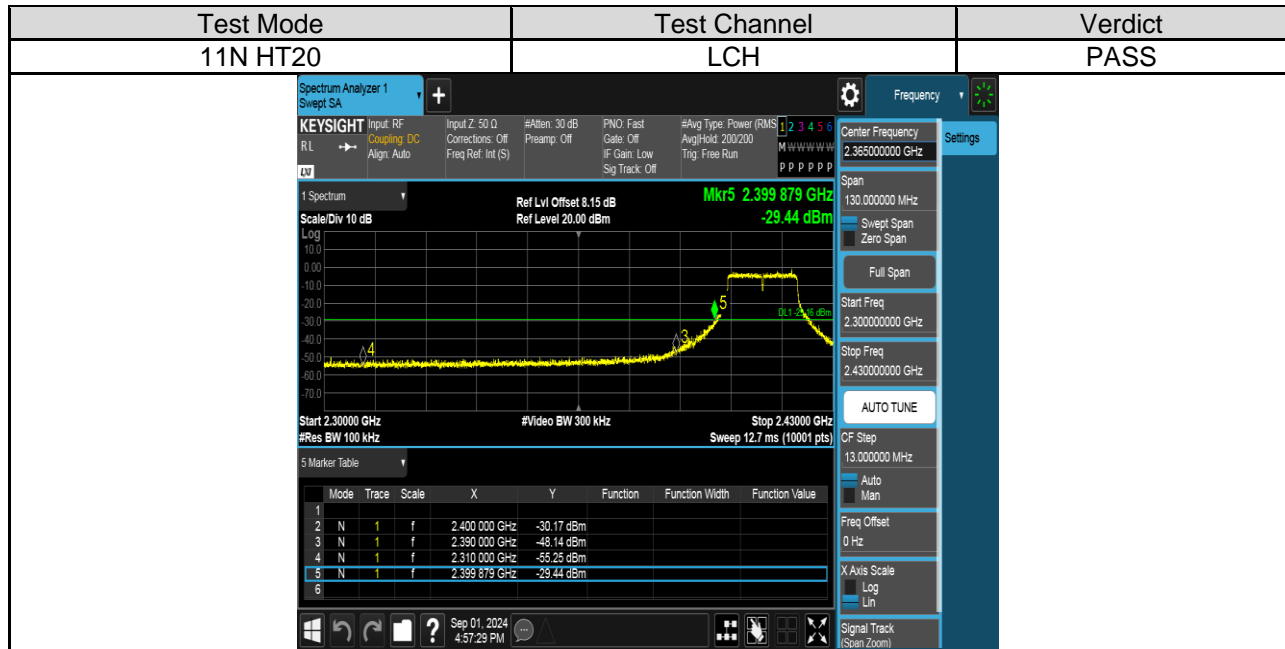 Test Mode Test Channel Verdict
11N HT20 LCH PASS
Spectrum Analyzer 1
Swept SA
+
Frequency
KEYSIGHT
RL
LXI
Input: RF
Coupling: DC
Align: Auto
Input Z: 50 Ω
Corrections: Off
Freq Ref: Int (S)
#Atten: 30 dB
Preamp: Off
PNO: Fast
Gate: Off
IF Gain: Low
Sig Track: Off
#Avg Type: Power (RMS
Avg|Hold: 200/200
Trig: Free Run
1 2 3 4 5 6
M W W W W W
P P P P P P
1 Spectrum
Scale/Div 10 dB
Ref Lvl Offset 8.15 dB
Ref Level 20.00 dBm
Mkr5 2.399 879 GHz
-29.44 dBm
Log
10.0
0.00
-10.0
-20.0
-30.0
-40.0
-50.0
-60.0
-70.0
5
3
4
DL1 dBm
Start 2.30000 GHz #Video BW 300 kHz Stop 2.43000 GHz
#Res BW 100 kHz Sweep 12.7 ms (10001 pts)
5 Marker Table
Mode Trace Scale X Y Function Function Width Function Value
1
2 N 1 f 2.400 000 GHz -30.17 dBm
3 N 1 f 2.390 000 GHz -48.14 dBm
4 N 1 f 2.310 000 GHz -55.25 dBm
5 N 1 f 2.399 879 GHz -29.44 dBm
6
Settings
Center Frequency
2.365000000 GHz
Span
130.000000 MHz
Swept Span
Zero Span
Full Span
Start Freq
2.300000000 GHz
Stop Freq
2.430000000 GHz
AUTO TUNE
CF Step
13.000000 MHz
Auto
Man
Freq Offset
0 Hz
X Axis Scale
Log
Lin
Signal Track
(Span Zoom)
?
Sep 01, 2024
4:57:29 PM